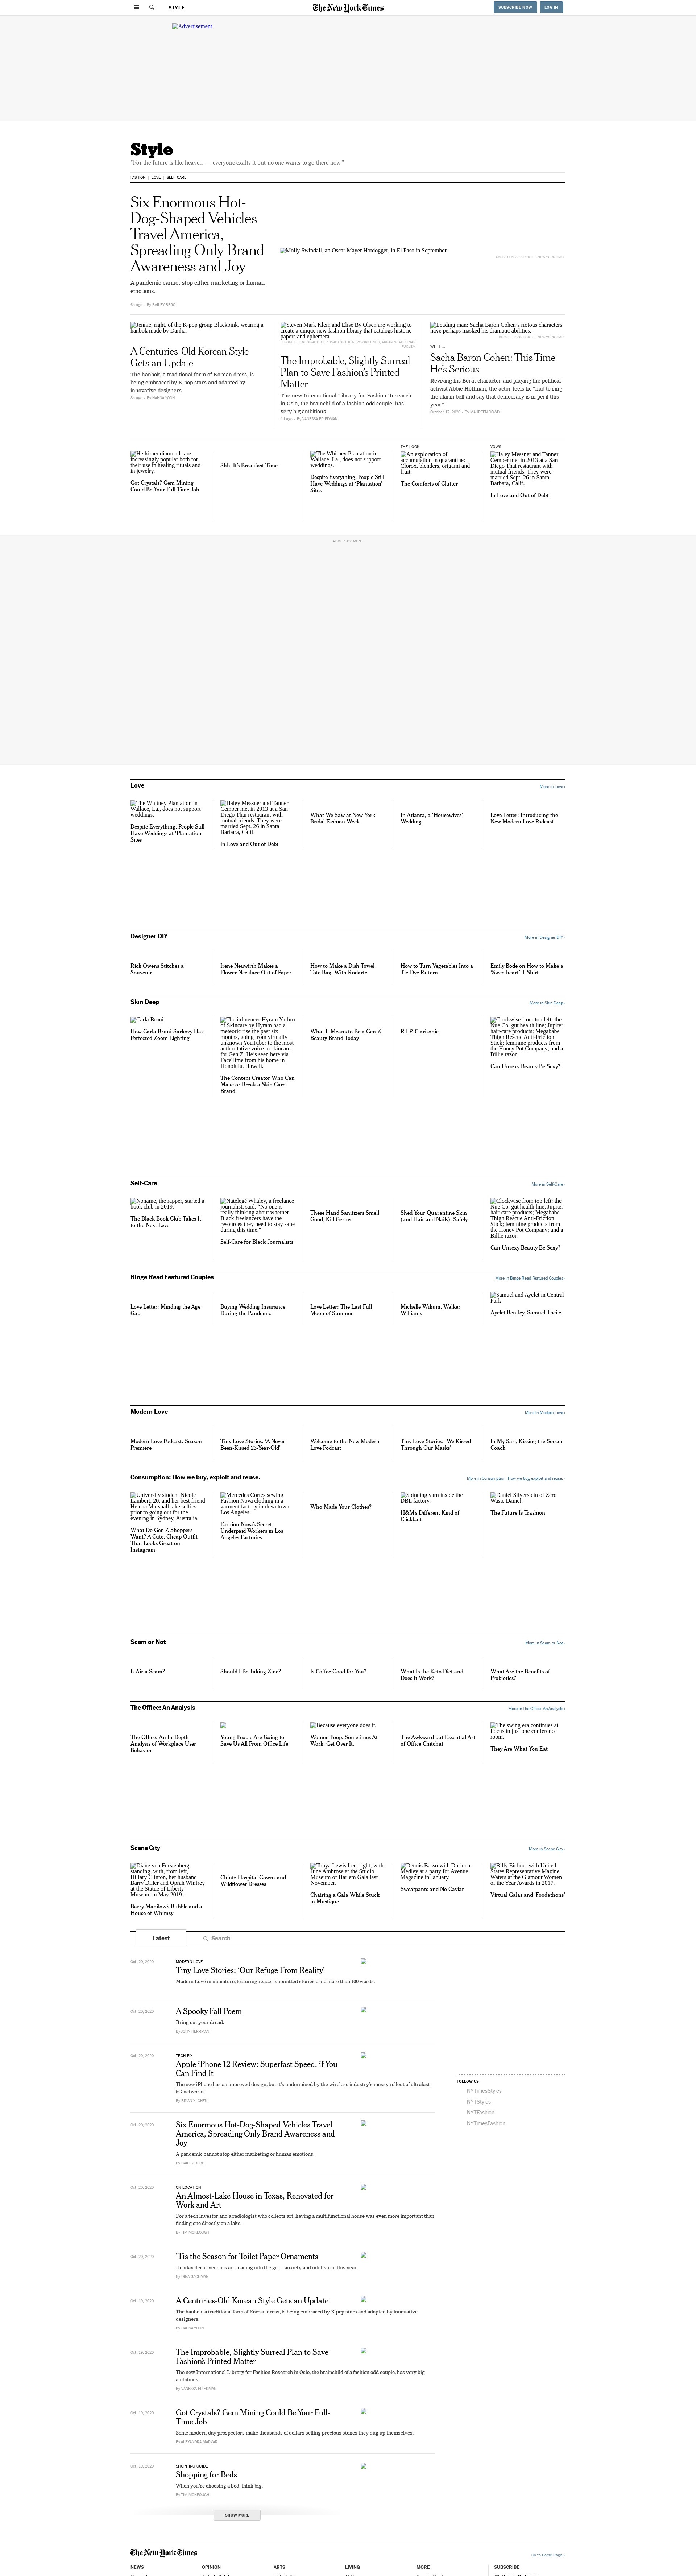 STYLE
The New York Times
SUBSCRIBE NOW
LOG IN
Advertisement
Style
"For the future is like heaven — everyone exalts it but no one wants to go there now."
FASHION
LOVE
SELF-CARE
Six Enormous Hot-Dog-Shaped Vehicles Travel America, Spreading Only Brand Awareness and Joy
A pandemic cannot stop either marketing or human emotions.
By BAILEY BERG
Molly Swindall, an Oscar Mayer Hotdogger, in El Paso in September.
Jennie, right, of the K-pop group Blackpink, wearing a hanbok made by Danha.
A Centuries-Old Korean Style Gets an Update
The hanbok, a traditional form of Korean dress, is being embraced by K-pop stars and adapted by innovative designers.
Steven Mark Klein and Elise By Olsen are working to create a unique new fashion library that catalogs historic papers and ephemera.
The Improbable, Slightly Surreal Plan to Save Fashion's Printed Matter
The new International Library for Fashion Research in Oslo, the brainchild of a fashion odd couple, has very big ambitions.
By VANESSA FRIEDMAN
Leading man: Sacha Baron Cohen's riotous characters have perhaps masked his dramatic abilities.
WITH ...
Sacha Baron Cohen: This Time He's Serious
Reviving his Borat character and playing the political activist Abbie Hoffman, the actor feels he "had to ring the alarm bell and say that democracy is in peril this year."
October 17, 2020 - By MAUREEN DOWD
Herkimer diamonds are increasingly popular both for their use in healing rituals and in jewelry.
Got Crystals? Gem Mining Could Be Your Full-Time Job
Shh. It's Breakfast Time.
The Whitney Plantation in Wallace, La., does not support weddings.
Despite Everything, People Still Have Weddings at 'Plantation' Sites
THE LOOK
An exploration of accumulation in quarantine: Clorox, blenders, origami and fruit.
The Comforts of Clutter
VOWS
Haley Messner and Tanner Gemper met in 2013 at a San Diego Thai restaurant with mutual friends. They were married Sept. 26 in Santa Barbara, Calif.
In Love and Out of Debt
ADVERTISEMENT
Love
More in Love ›
The Whitney Plantation in Wallace, La., does not support weddings.
Despite Everything, People Still Have Weddings at 'Plantation' Sites
Haley Messner and Tanner Gemper met in 2013 at a San Diego Thai restaurant with mutual friends. They were married Sept. 26 in Santa Barbara, Calif.
In Love and Out of Debt
What We Saw at New York Bridal Fashion Week
In Atlanta, a 'Housewives' Wedding
Love Letter: Introducing the New Modern Love Podcast
Designer DIY
More in Designer DIY ›
Rick Owens Stitches a Souvenir
Irene Neuwirth Makes a Flower Necklace Out of Paper
How to Make a Dish Towel Tote Bag, With Rodarte
How to Turn Vegetables Into a Tie-Dye Pattern
Emily Bode on How to Make a 'Sweetheart' T-Shirt
Skin Deep
More in Skin Deep ›
Carla Bruni
How Carla Bruni-Sarkozy Has Perfected Zoom Lighting
The influencer Hyram Yarbro of Skincare by Hyram had a meteoric rise the past six months, going from virtually unknown YouTuber to the most authoritative voice in skincare for Gen Z. He's seen here via FaceTime from his home in Honolulu, Hawaii.
The Content Creator Who Can Make or Break a Skin Care Brand
What It Means to Be a Gen Z Beauty Brand Today
R.I.P. Clarisonic
Clockwise from top left: the Nue Co. gut health line; Jupiter hair-care products; Megababe Thigh Rescue Anti-Friction Stick; feminine products from the Honey Pot Company; and a Billie razor.
Can Unsexy Beauty Be Sexy?
Self-Care
More in Self-Care ›
Noname, the rapper, started a book club in 2019.
The Black Book Club Takes It to the Next Level
Natelegé Whaley, a freelance journalist, said: "No one is really thinking about whether Black freelancers have the resources they need to stay sane during this time."
Self-Care for Black Journalists
These Hand Sanitizers Smell Good, Kill Germs
Shed Your Quarantine Skin (and Hair and Nails), Safely
Clockwise from top left: the Nue Co. gut health line; Jupiter hair-care products; Megababe Thigh Rescue Anti-Friction Stick; feminine products from the Honey Pot Company; and a Billie razor.
Can Unsexy Beauty Be Sexy?
Binge Read Featured Couples
More in Binge Read Featured Couples ›
Love Letter: Minding the Age Gap
Buying Wedding Insurance During the Pandemic
Love Letter: The Last Full Moon of Summer
Michelle Wikum, Walker Williams
Samuel and Ayelet in Central Park
Ayelet Bentley, Samuel Theile
Modern Love
More in Modern Love ›
Modern Love Podcast: Season Premiere
Tiny Love Stories: 'A Never-Been-Kissed 23-Year-Old'
Welcome to the New Modern Love Podcast
Tiny Love Stories: 'We Kissed Through Our Masks'
In My Sari, Kissing the Soccer Coach
Consumption: How we buy, exploit and reuse.
More in Consumption: How we buy, exploit and reuse. ›
University student Nicole Lambert, 20, and her best friend Helena Marshall take selfies prior to going out for the evening in Sydney, Australia.
What Do Gen Z Shoppers Want? A Cute, Cheap Outfit That Looks Great on Instagram
Mercedes Cortes sewing Fashion Nova clothing in a garment factory in downtown Los Angeles.
Fashion Nova's Secret: Underpaid Workers in Los Angeles Factories
Who Made Your Clothes?
Spinning yarn inside the DBL factory.
H&M's Different Kind of Clickbait
Daniel Silverstein of Zero Waste Daniel.
The Future Is Trashion
Scam or Not
More in Scam or Not ›
Is Air a Scam?
Should I Be Taking Zinc?
Is Coffee Good for You?
What Is the Keto Diet and Does It Work?
What Are the Benefits of Probiotics?
The Office: An Analysis
More in The Office: An Analysis ›
The Office: An In-Depth Analysis of Workplace User Behavior
Young People Are Going to Save Us All From Office Life
Because everyone does it.
Women Poop. Sometimes At Work. Get Over It.
The Awkward but Essential Art of Office Chitchat
The swing era continues at Focus in just one conference room.
They Are What You Eat
Scene City
More in Scene City ›
Diane von Furstenberg, standing, with, from left, Hillary Clinton, her husband Barry Diller and Oprah Winfrey at the Statue of Liberty Museum in May 2019.
Barry Manilow's Bubble and a House of Whimsy
Chintz Hospital Gowns and Wildflower Dresses
Tonya Lewis Lee, right, with June Ambrose at the Studio Museum of Harlem Gala last November.
Chairing a Gala While Stuck in Mustique
Dennis Basso with Dorinda Medley at a party for Avenue Magazine in January.
Sweatpants and No Caviar
Billy Eichner with United States Representative Maxine Waters at the Glamour Women of the Year Awards in 2017.
Virtual Galas and 'Foodathons'
Latest
Search
Oct. 20, 2020
MODERN LOVE
Tiny Love Stories: 'Our Refuge From Reality'
Modern Love in miniature, featuring reader-submitted stories of no more than 100 words.
Oct. 20, 2020
A Spooky Fall Poem
Bring out your dread.
By JOHN HERRMAN
Oct. 20, 2020
TECH FIX
Apple iPhone 12 Review: Superfast Speed, if You Can Find It
The new iPhone has an improved design, but it's undermined by the wireless industry's messy rollout of ultrafast 5G networks.
By BRIAN X. CHEN
Oct. 20, 2020
Six Enormous Hot-Dog-Shaped Vehicles Travel America, Spreading Only Brand Awareness and Joy
A pandemic cannot stop either marketing or human emotions.
By BAILEY BERG
Oct. 20, 2020
ON LOCATION
An Almost-Lake House in Texas, Renovated for Work and Art
For a tech investor and a radiologist who collects art, having a multifunctional house was even more important than finding one directly on a lake.
By TIM MCKEOUGH
Oct. 20, 2020
'Tis the Season for Toilet Paper Ornaments
Holiday décor vendors are leaning into the grief, anxiety and nihilism of this year.
Oct. 19, 2020
A Centuries-Old Korean Style Gets an Update
The hanbok, a traditional form of Korean dress, is being embraced by K-pop stars and adapted by innovative designers.
Oct. 19, 2020
The Improbable, Slightly Surreal Plan to Save Fashion's Printed Matter
The new International Library for Fashion Research in Oslo, the brainchild of a fashion odd couple, has very big ambitions.
By VANESSA FRIEDMAN
Oct. 19, 2020
Got Crystals? Gem Mining Could Be Your Full-Time Job
Some modern-day prospectors make thousands of dollars selling precious stones they dug up themselves.
Oct. 19, 2020
SHOPPING GUIDE
Shopping for Beds
When you're choosing a bed, think big.
By TIM MCKEOUGH
SHOW MORE
FOLLOW US
NYTimesStyles
NYTStyles
NYTFashion
NYTimesFashion
The New York Times
Go to Home Page »
NEWS
OPINION
ARTS
LIVING
MORE
SUBSCRIBE